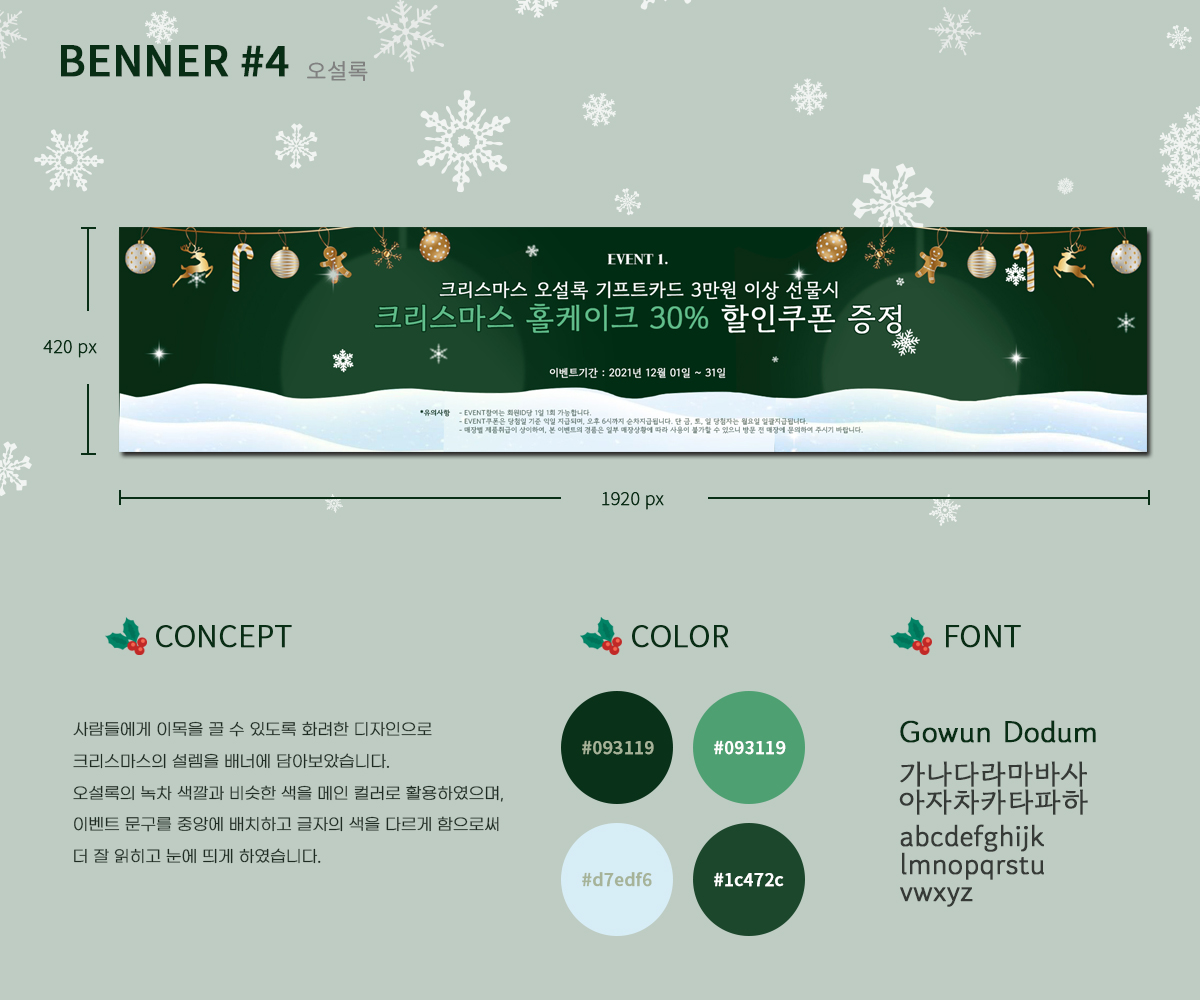 BENNER #4 오설록
EVENT 1.
크리스마스 오설록 기프트카드 3만원 이상 선물시
크리스마스 홀케이크 30% 할인쿠폰 증정
이벤트기간 : 2021년 12월 01일 ~ 31일
*유의사항 - EVENT참여는 회원ID당 1일 1회 가능합니다.
- EVENT쿠폰은 당첨일 기준 익일 지급되며, 오후 6시까지 순차지급됩니다. 단 금, 토, 일 당첨자는 월요일 일괄지급됩니다.
- 매장별 제품취급이 상이하여, 본 이벤트의 경품은 일부 매장상황에 따라 사용이 불가할 수 있으니 방문 전 매장에 문의하여 주시기 바랍니다.
420 px
1920 px
CONCEPT
사람들에게 이목을 끌 수 있도록 화려한 디자인으로
크리스마스의 설렘을 배너에 담아보았습니다.
오설록의 녹차 색깔과 비슷한 색을 메인 컬러로 활용하였으며,
이벤트 문구를 중앙에 배치하고 글자의 색을 다르게 함으로써
더 잘 읽히고 눈에 띄게 하였습니다.
COLOR
#093119
#093119
#d7edf6
#1c472c
FONT
Gowun Dodum
가나다라마바사
아자차카타파하
abcdefghijk
lmnopqrstu
vwxyz